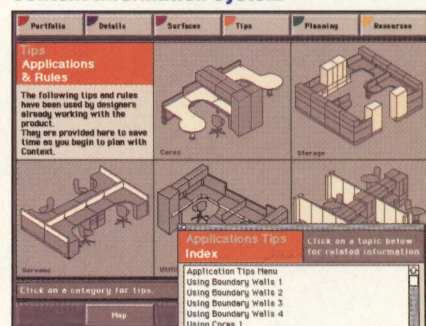 Portfolio Details Surfaces Tips Planning Resources
Tips
Applications
& Rules
The following tips and rules
have been used by designers
already working with the
product.
They are provided here to save
time as you begin to plan with
Context.
Cores
Storage
Screens
Click on a category for tips.
Map
Applications Tips
Index
Click on a topic below
for related information
Application Tips Menu
Using Boundary Walls 1
Using Boundary Walls 2
Using Boundary Walls 3
Using Boundary Walls 4
Using Cores 1